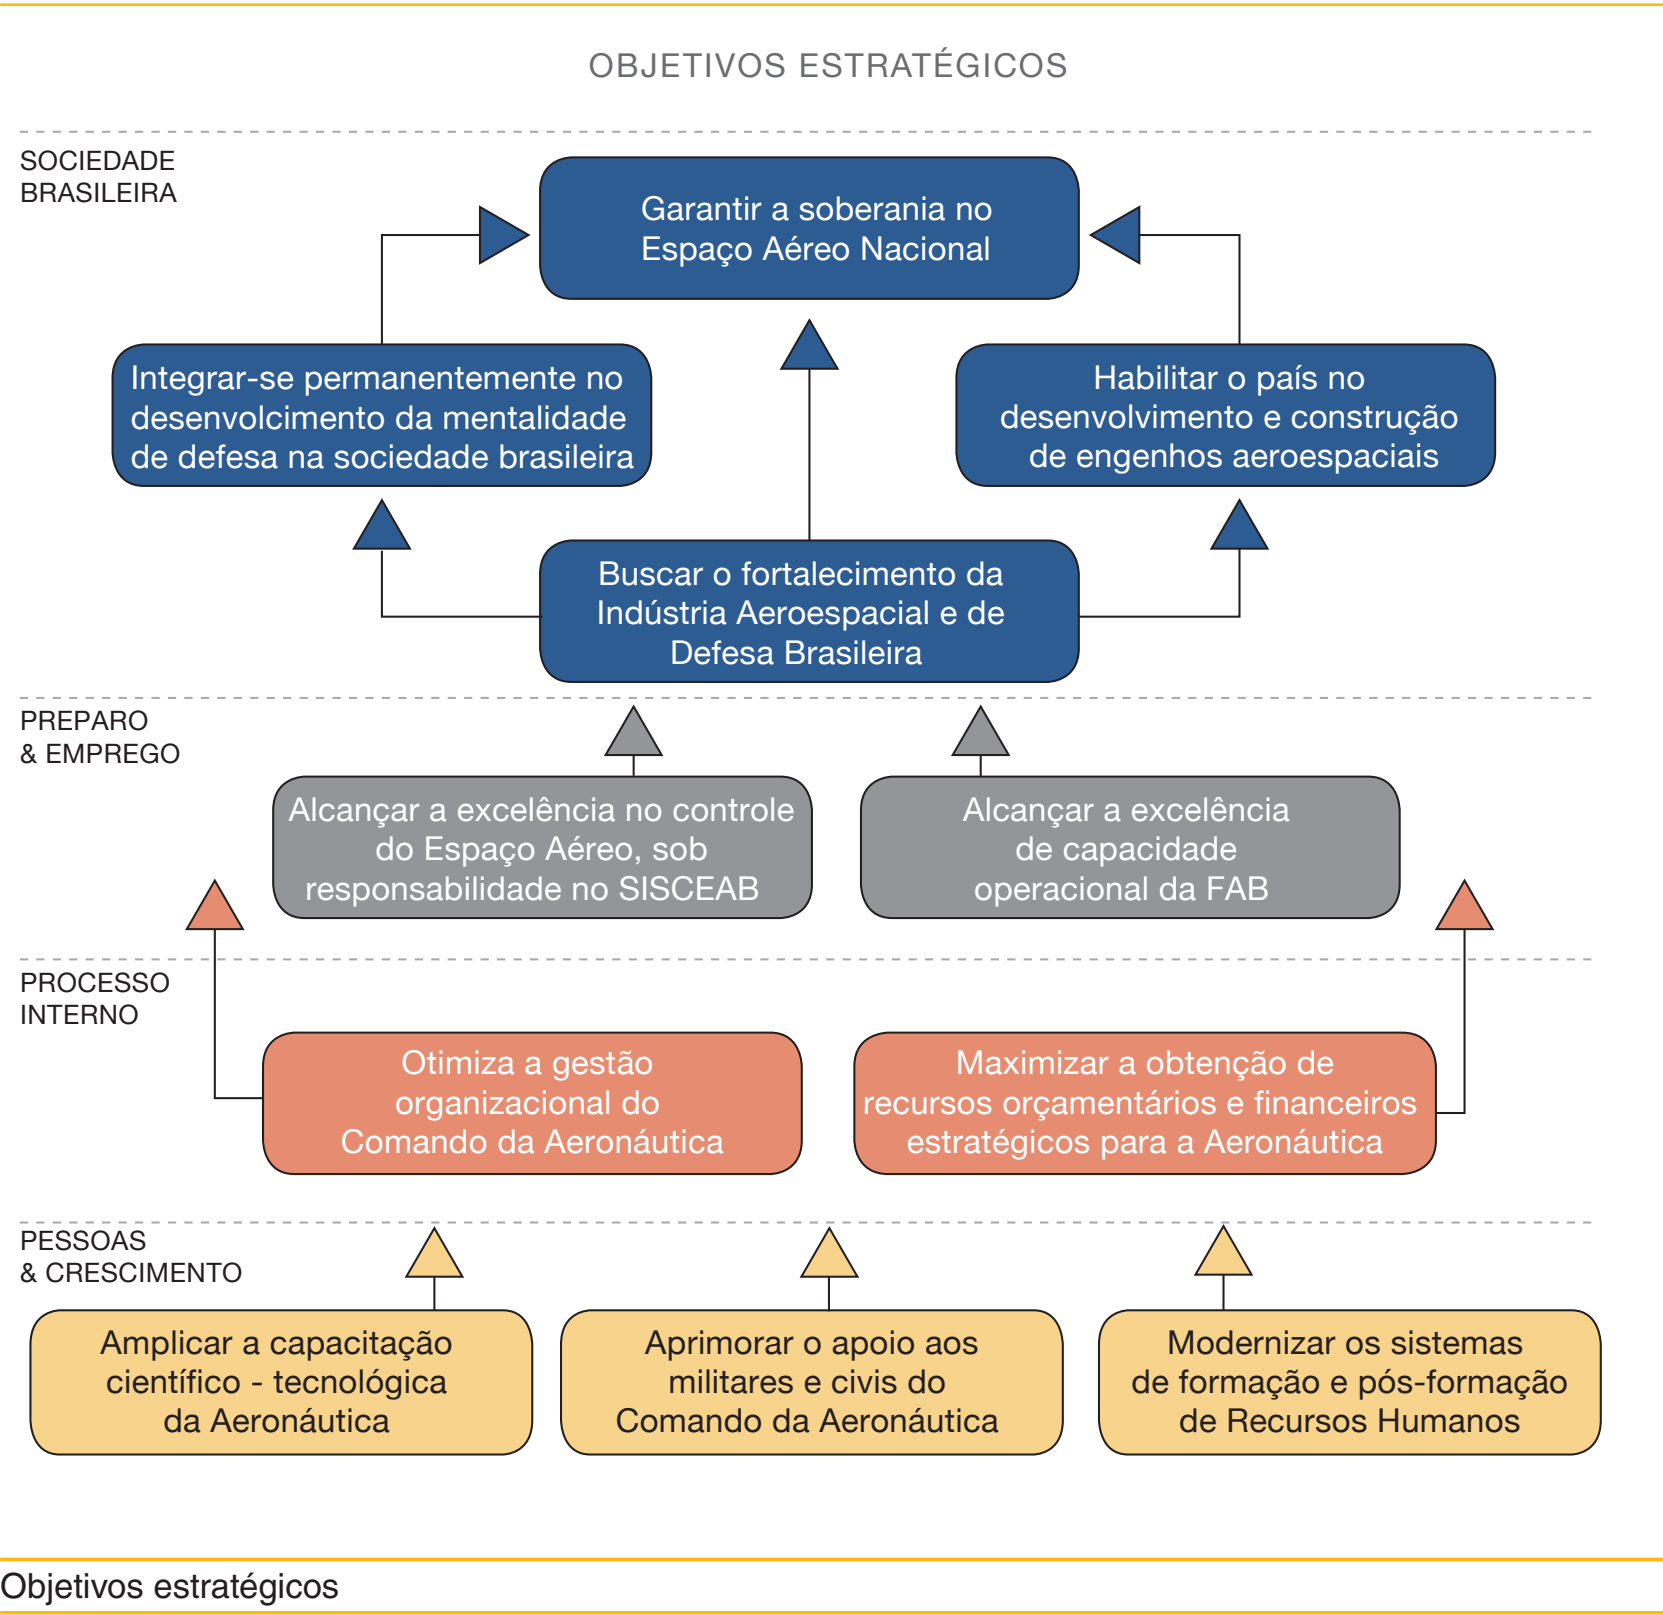 OBJETIVOS ESTRATÉGICOS
SOCIEDADE
BRASILEIRA
Garantir a soberania no
Espaço Aéreo Nacional
Integrar-se permanentemente no
desenvolcimento da mentalidade
de defesa na sociedade brasileira
Habilitar o país no
desenvolvimento e construção
de engenhos aeroespaciais
Buscar o fortalecimento da
Indústria Aeroespacial e de
Defesa Brasileira
PREPARO
& EMPREGO
Alcançar a excelência no controle
do Espaço Aéreo, sob
responsabilidade no SISCEAB
Alcançar a excelência
de capacidade
operacional da FAB
PROCESSO
INTERNO
Otimiza a gestão
organizacional do
Comando da Aeronáutica
Maximizar a obtenção de
recursos orçamentários e financeiros
estratégicos para a Aeronáutica
PESSOAS
& CRESCIMENTO
Amplicar a capacitação
científico - tecnológica
da Aeronáutica
Aprimorar o apoio aos
militares e civis do
Comando da Aeronáutica
Modernizar os sistemas
de formação e pós-formação
de Recursos Humanos
Objetivos estratégicos